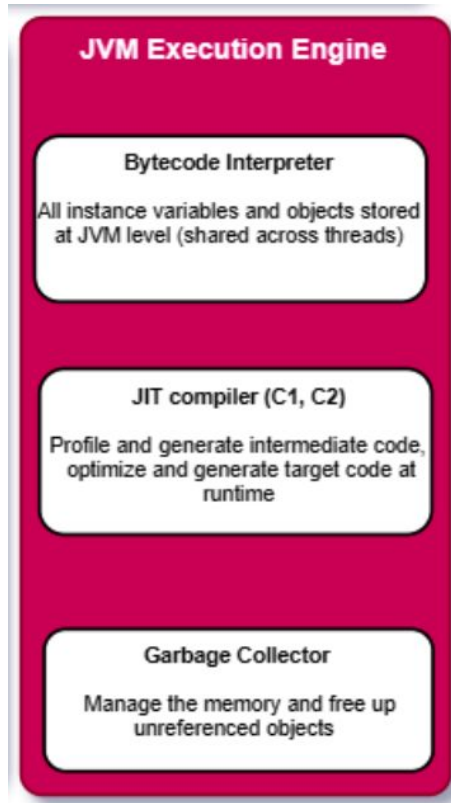 JVM Execution Engine
Bytecode Interpreter
All instance variables and objects stored
at JVM level (shared across threads)
JIT compiler (C1, C2)
Profile and generate intermediate code,
optimize and generate target code at
runtime
Garbage Collector
Manage the memory and free up
unreferenced objects